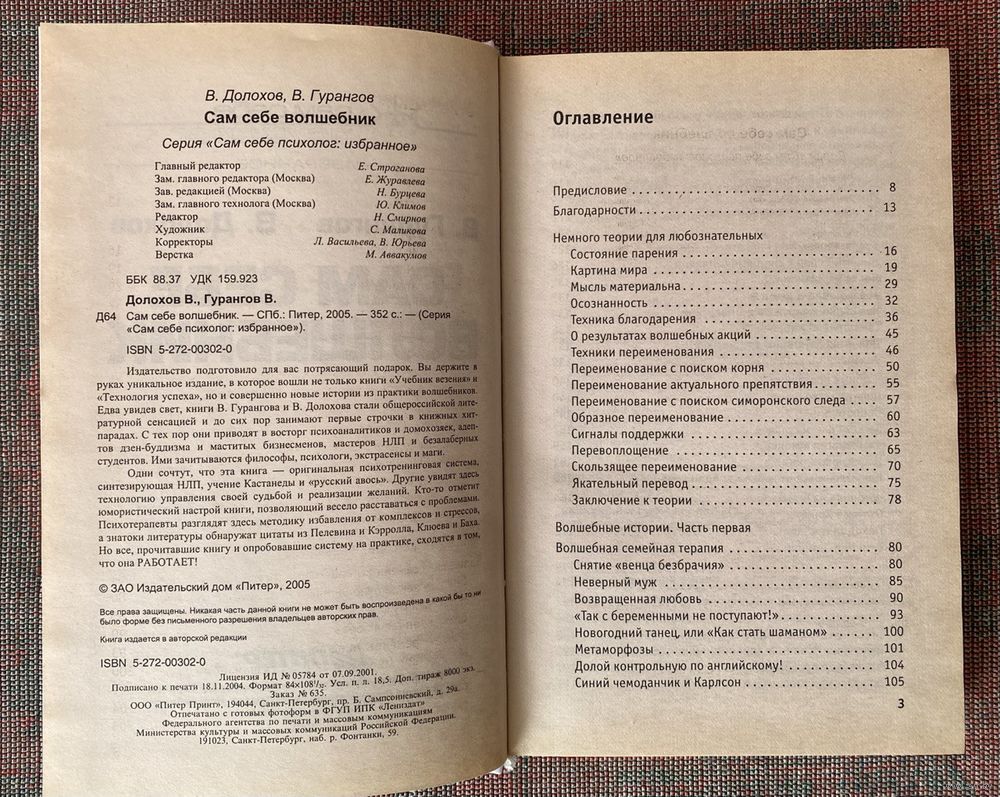 В. Долохов, В. Гурангов
Сам себе волшебник
Серия «Сам себе психолог: избранное»
Главный редактор Е. Строганова
Зам. главного редактора (Москва) Е. Журавлева
Зав. редакцией (Москва) Н. Бурцева
Зам. главного технолога (Москва) Ю. Климов
Редактор Н. Смирнов
Художник С. Маликова
Корректоры Л. Васильева, В. Юрьева
Верстка М. Аввакумов
ББК 88.37 УДК 159.923
Долохов В., Гурангов В.
Д64 Сам себе волшебник. — СПб.: Питер, 2005. — 352 с.: — (Серия
«Сам себе психолог: избранное»).
ISBN 5-272-00302-0
Издательство подготовило для вас потрясающий подарок. Вы держите в
руках уникальное издание, в которое вошли не только книги «Учебник везения» и
«Технология успеха», но и совершенно новые истории из практики волшебников.
Едва увидев свет, книги В. Гурангова и В. Долохова стали общероссийской лите-
ратурной сенсацией и до сих пор занимают первые строчки в книжных хит-
парадах. С тех пор они приводят в восторг психоаналитиков и домохозяек, адеп-
тов дзен-буддизма и маститых бизнесменов, мастеров НЛП и безалаберных
студентов. Ими зачитываются философы, психологи, экстрасенсы и маги.
Одни сочтут, что эта книга — оригинальная психотренинговая система,
синтезирующая НЛП, учение Кастанеды и «русский авось». Другие увидят здесь
технологию управления своей судьбой и реализации желаний. Кто-то отметит
юмористический настрой книги, позволяющий весело расставаться с проблемами.
Психотерапевты разглядят здесь методику избавления от комплексов и стрессов,
а знатоки литературы обнаружат цитаты из Пелевина и Кэрролла, Клюева и Баха.
Но все, прочитавшие книгу и опробовавшие систему на практике, сходятся в том,
что она РАБОТАЕТ!
© ЗАО Издательский дом «Питер», 2005
Все права защищены. Никакая часть данной книги не может быть воспроизведена в какой бы то ни
было форме без письменного разрешения владельцев авторских прав.
Книга издается в авторской редакции
ISBN 5-272-00302-0
Лицензия ИД № 05784 от 07.09.2001.
Подписано к печати 18.11.2004. Формат 84×108 1/32. Усл. п. л. 18,5. Доп. тираж 8000 экз.
Заказ № 635.
ООО «Питер Принт», 194044, Санкт-Петербург, пр. Б. Сампсониевский, д. 29а.
Отпечатано с готовых фотоформ в ФГУП ИПК «Лениздат»
Федерального агентства по печати и массовым коммуникациям
Министерства культуры и массовых коммуникаций Российской Федерации.
191023, Санкт-Петербург, наб. р. Фонтанки, 59.
Оглавление
Предисловие ........ 8
Благодарности ........ 13
Немного теории для любознательных
Состояние парения ........ 16
Картина мира ........ 19
Мысль материальна ........ 29
Осознанность ........ 32
Техника благодарения ........ 36
О результатах волшебных акций ........ 45
Техники переименования ........ 46
Переименование с поиском корня ........ 50
Переименование актуального препятствия ........ 55
Переименование с поиском симоронского следа .... 57
Образное переименование ........ 60
Сигналы поддержки ........ 63
Перевоплощение ........ 65
Скользящее переименование ........ 70
Якательный перевод ........ 75
Заключение к теории ........ 78
Волшебные истории. Часть первая
Волшебная семейная терапия ........ 80
Снятие «венца безбрачия» ........ 80
Неверный муж ........ 85
Возвращенная любовь ........ 90
«Так с беременными не поступают!» ........ 93
Новогодний танец, или «Как стать шаманом» ..... 100
Метаморфозы ........ 101
Долой контрольную по английскому! ........ 104
Синий чемоданчик и Карлсон ........ 105
3